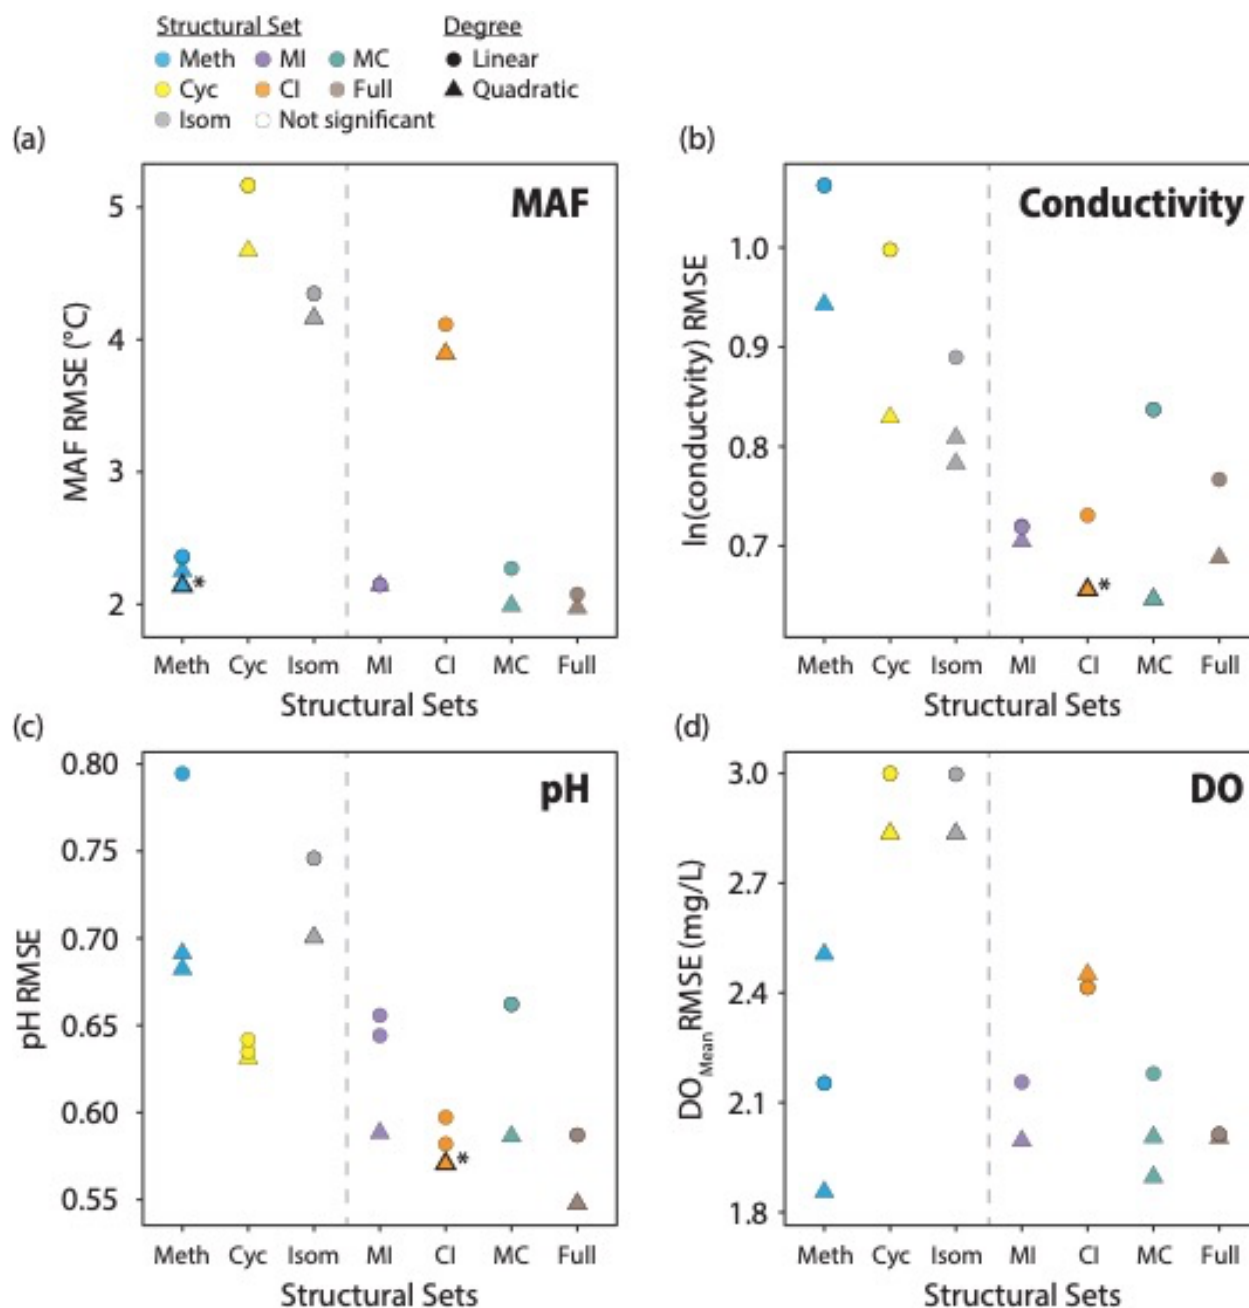 Structural Set Degree
Meth MI MC Linear
Cyc CI Full Quadratic
Isom Not significant
(a)
MAF
MAF RMSE (°C)
5
4
3
2
*
Meth Cyc Isom MI CI MC Full
Structural Sets
(b)
Conductivity
ln(conductvity) RMSE
1.0
0.9
0.8
0.7
*
Meth Cyc Isom MI CI MC Full
Structural Sets
(c)
pH
pH RMSE
0.80
0.75
0.70
0.65
0.60
0.55
*
Meth Cyc Isom MI CI MC Full
Structural Sets
(d)
DO
DOMean RMSE (mg/L)
3.0
2.7
2.4
2.1
1.8
Meth Cyc Isom MI CI MC Full
Structural Sets